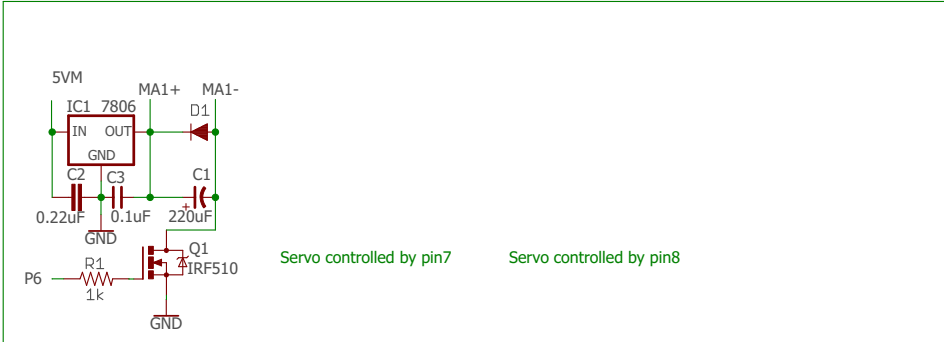 5VM
MA1+ MA1-
IC1 7806 D1
IN OUT
GND
C2 C3 C1
+
0.22uF 0.1uF 220uF
GND
Q1
IRF510
Servo controlled by pin7 Servo controlled by pin8
R1
P6
1k
GND